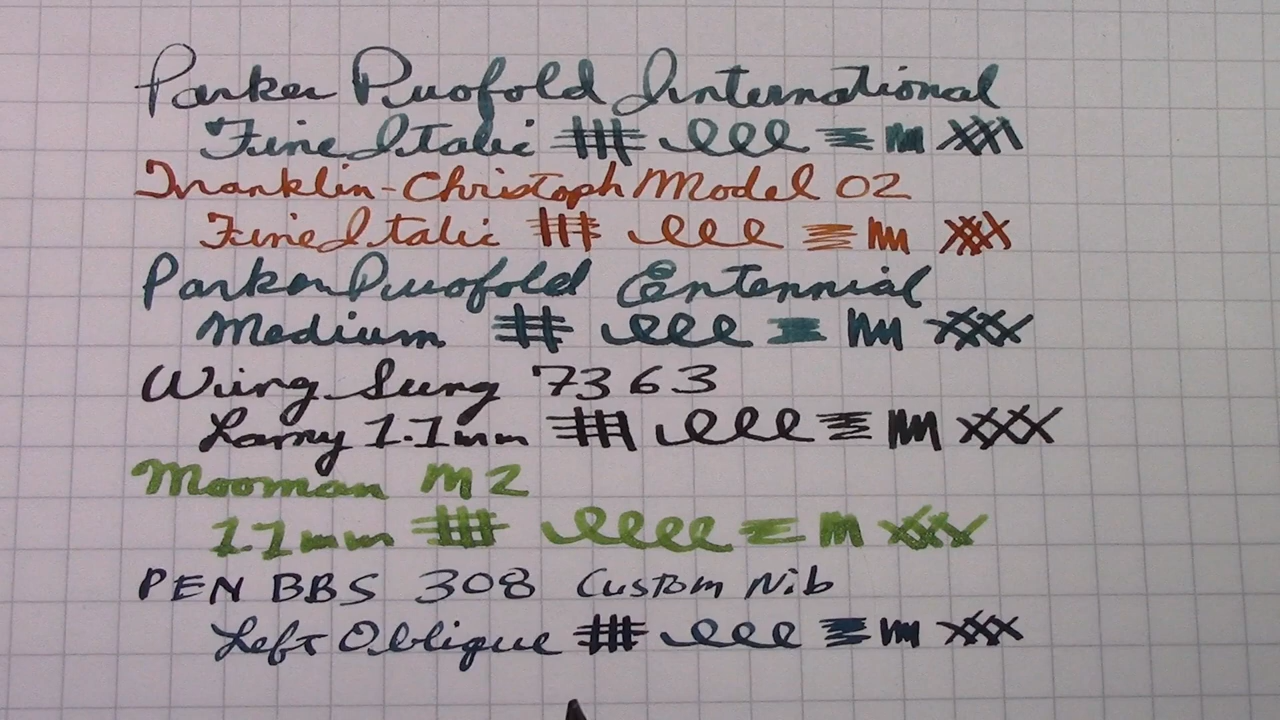 Parker Duofold International
Fine Italic
Franklin-Christoph Model 02
Fine Italic
Parker Duofold Centennial
Medium
Wing Sung 7363
Lamy 1.1mm
Moonman M2
1.1mm
PEN BBS 308 Custom Nib
Left Oblique